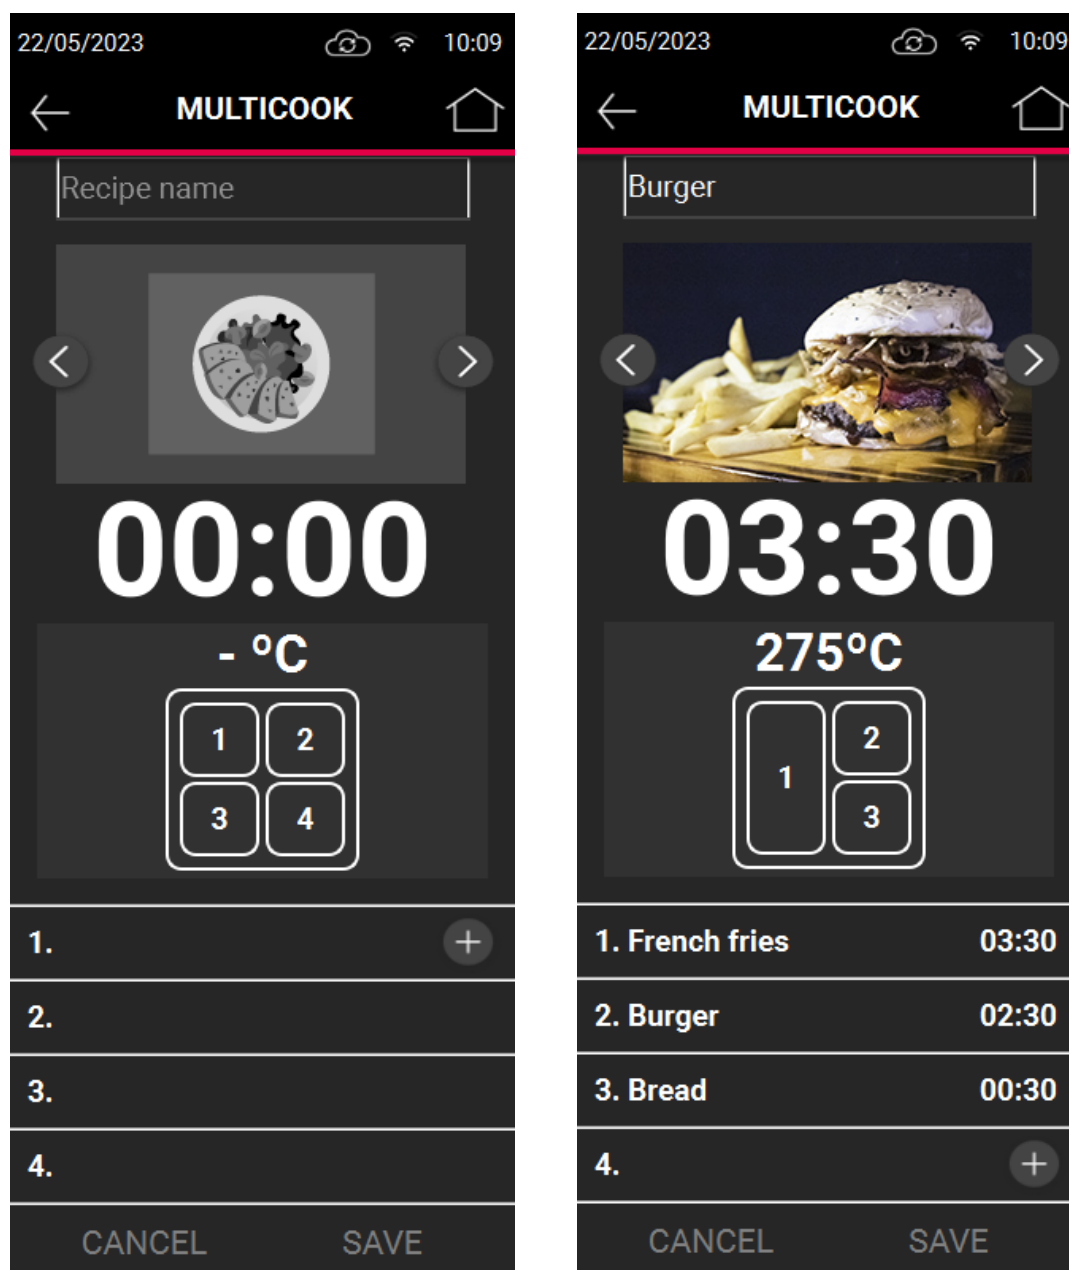 22/05/2023 10:09
MULTICOOK
Recipe name
00:00
- ºC
1 2
3 4
1.
2.
3.
4.
CANCEL SAVE
22/05/2023 10:09
MULTICOOK
Burger
03:30
275ºC
1 2
3
1. French fries 03:30
2. Burger 02:30
3. Bread 00:30
4.
CANCEL SAVE